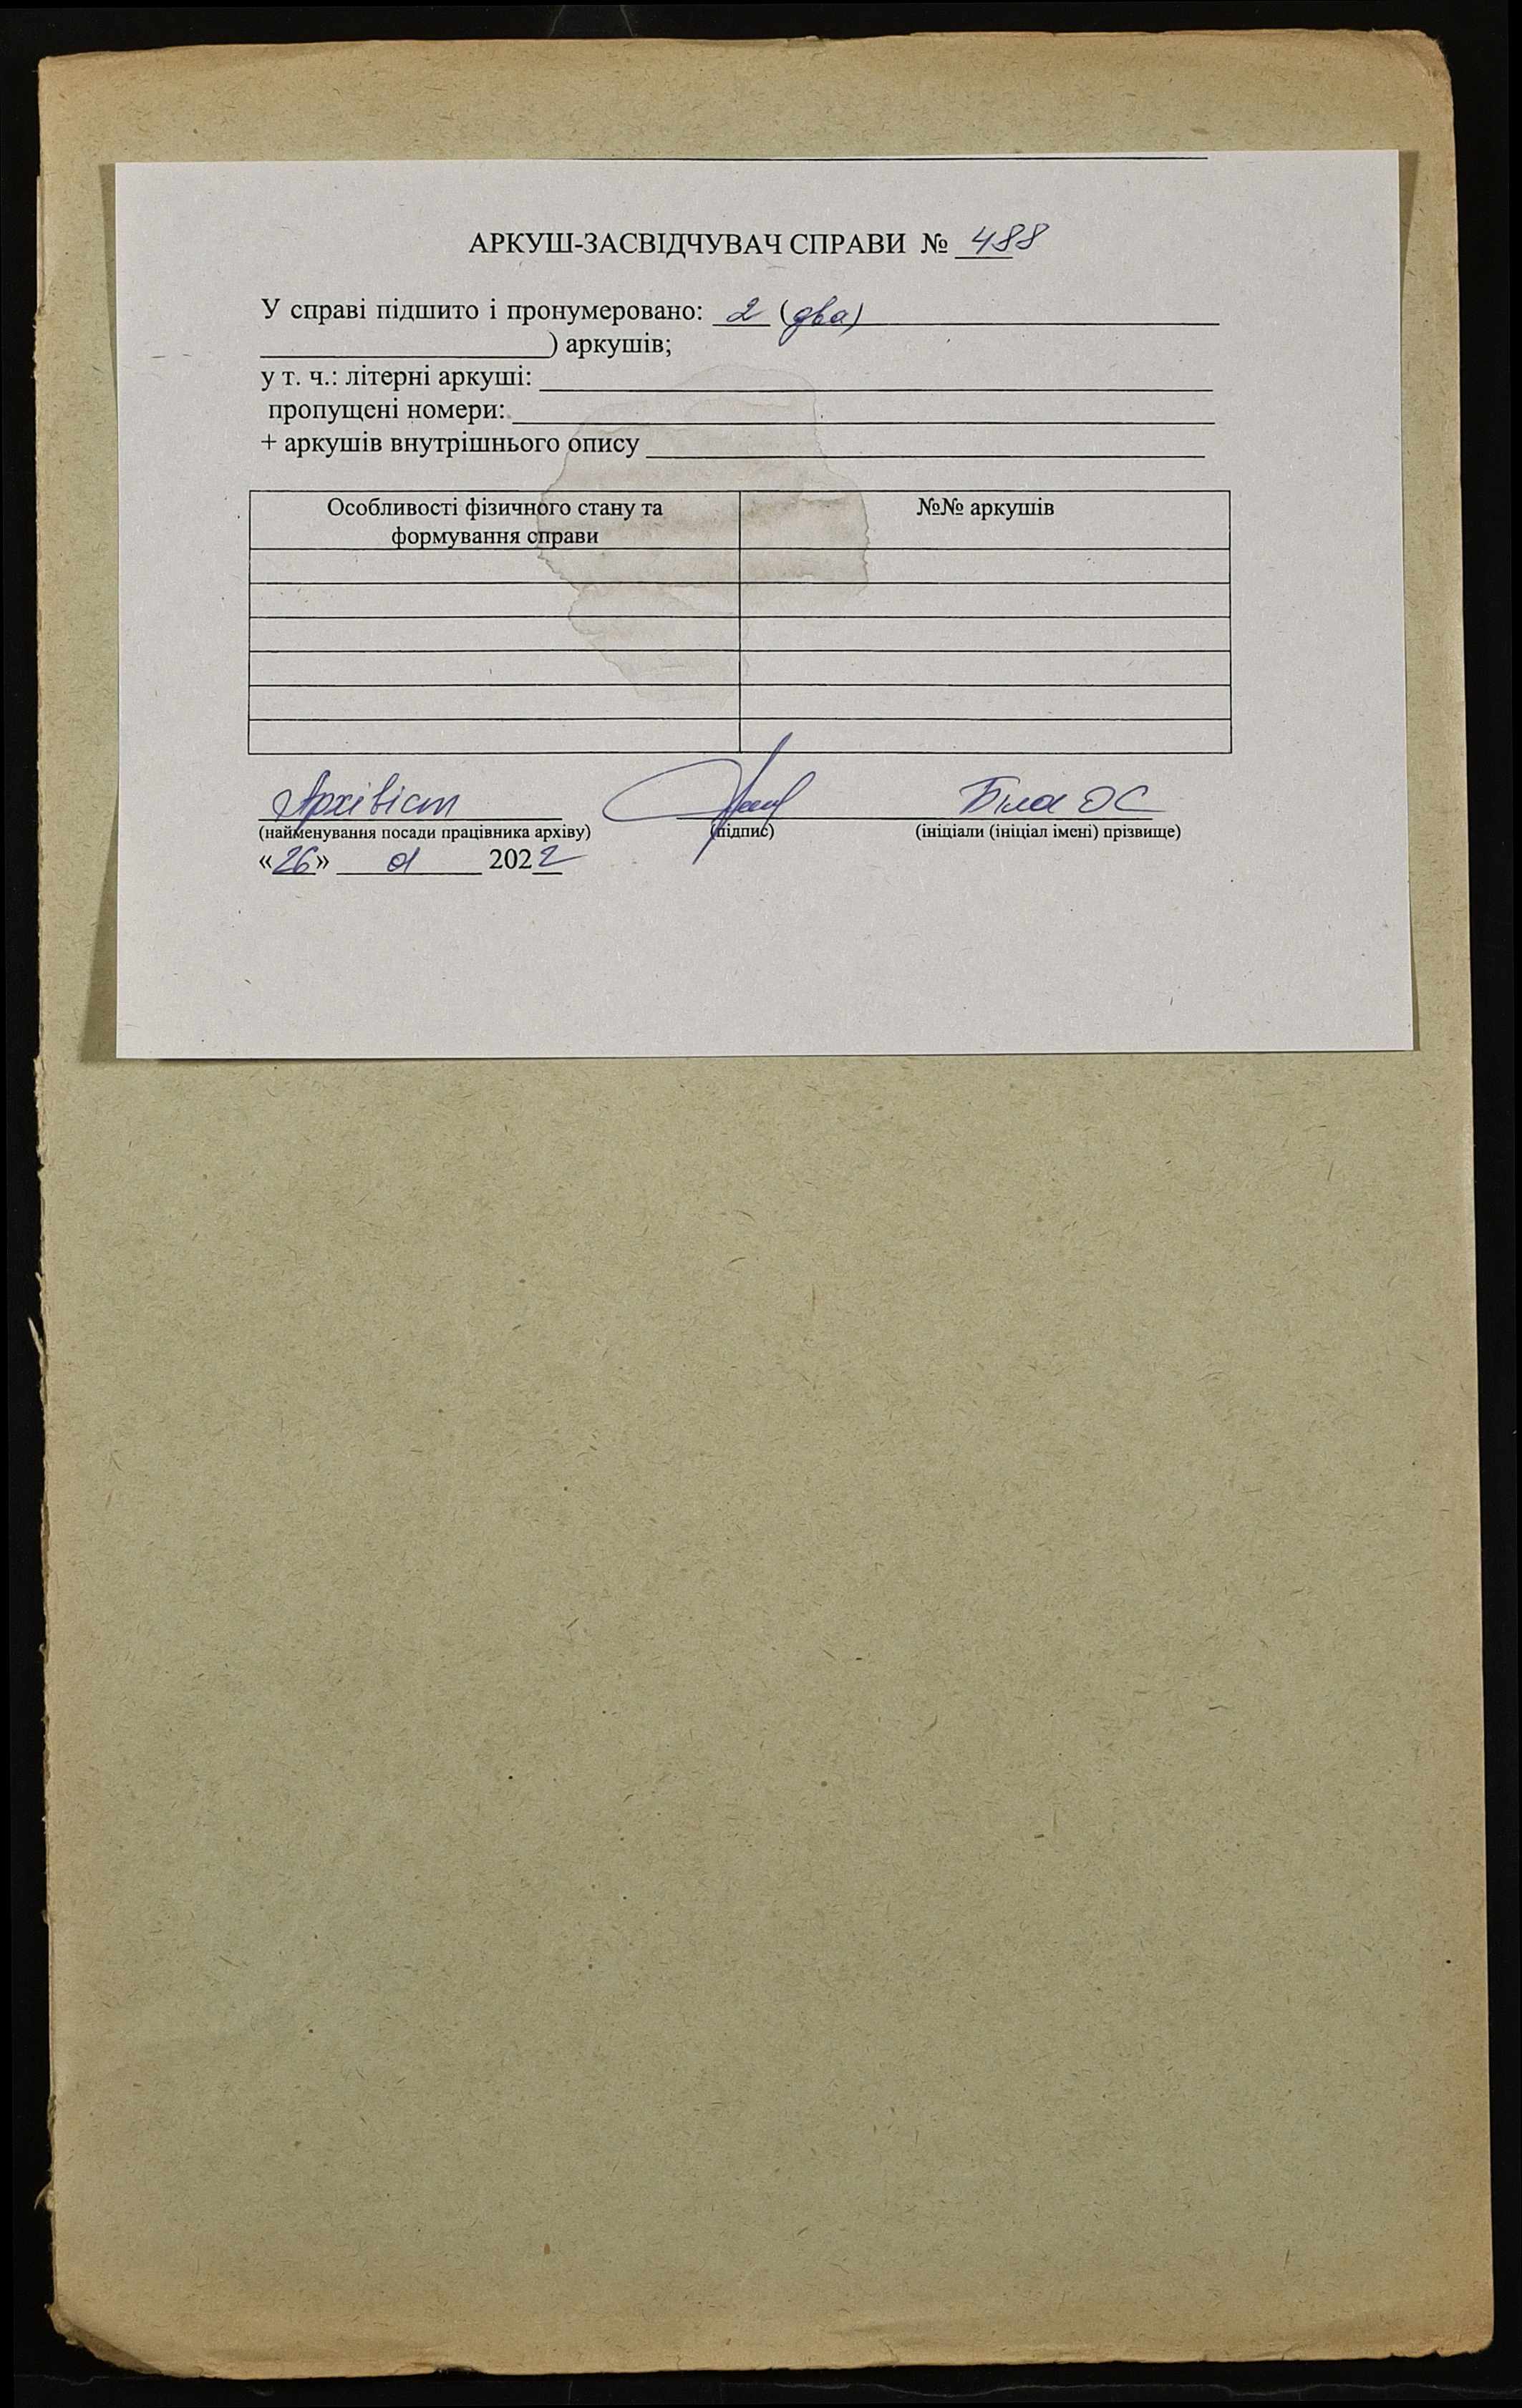 АРКУШ-ЗАСВІДЧУВАЧ СПРАВИ № 488
У справі підшито і пронумеровано: 2 (два)
) аркушів;
у т. ч.: літерні аркуші:
пропущені номери:
+ аркушів внутрішнього опису
Особливості фізичного стану та формування справи
№№ аркушів
Архівіст Біла ОС
(найменування посади працівника архіву) (підпис) (ініціали (ініціал імені) прізвище)
«26» 2022